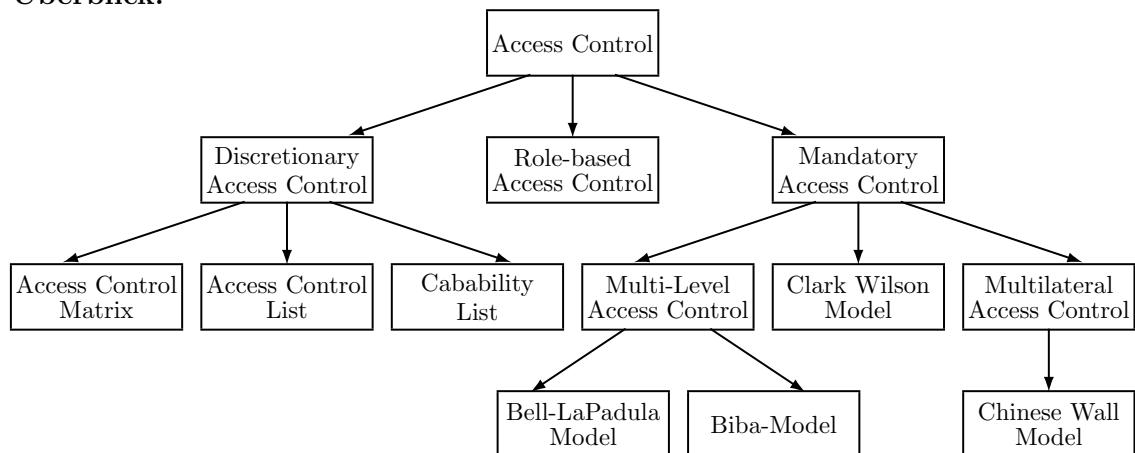 Überblick:
Access Control
Discretionary
Access Control
Role-based
Access Control
Mandatory
Access Control
Access Control
Matrix
Access Control
List
Cabability
List
Multi-Level
Access Control
Clark Wilson
Model
Multilateral
Access Control
Bell-LaPadula
Model
Biba-Model
Chinese Wall
Model